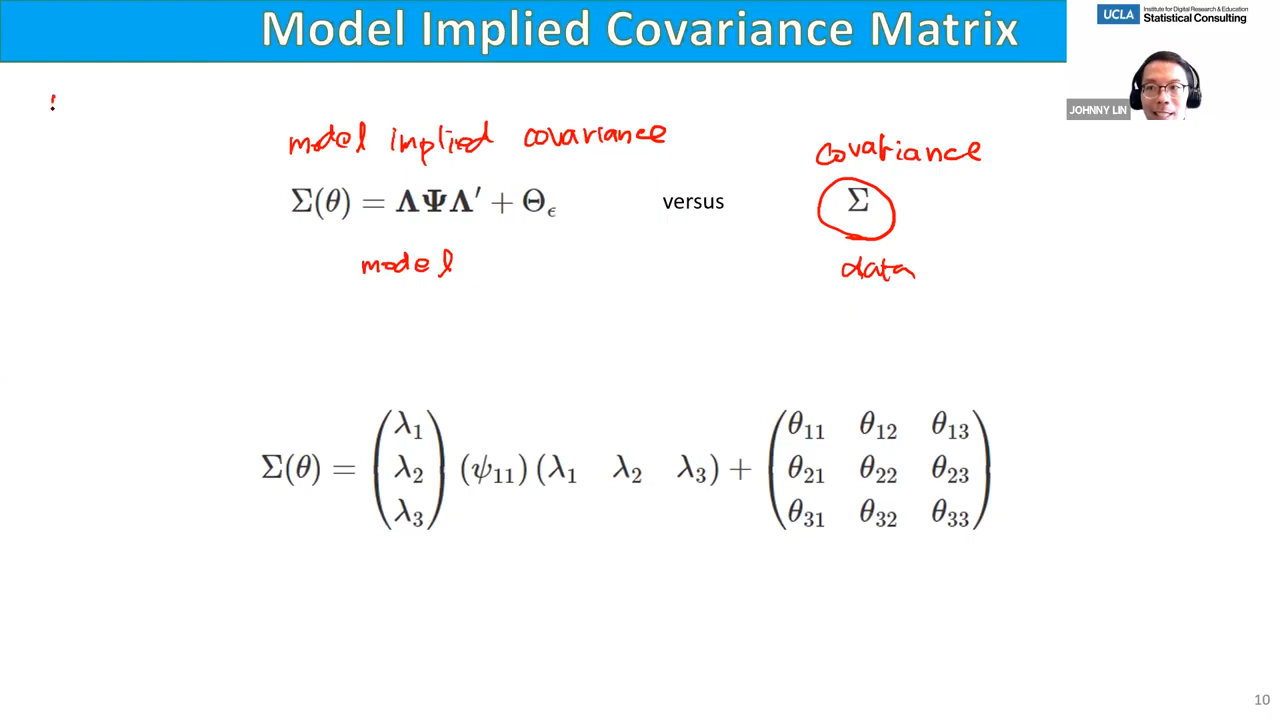 Model Implied Covariance Matrix
UCLA Institute for Digital Research & Education
Statistical Consulting
JOHNNY LIN
model implied covariance
covariance
Σ(θ) = ΛΨΛ′ + Θϵ versus Σ
model
data
Σ(θ) = (λ1 λ2 λ3) (ψ11) (λ1 λ2 λ3) + (θ11 θ12 θ13
θ21 θ22 θ23
θ31 θ32 θ33)
10